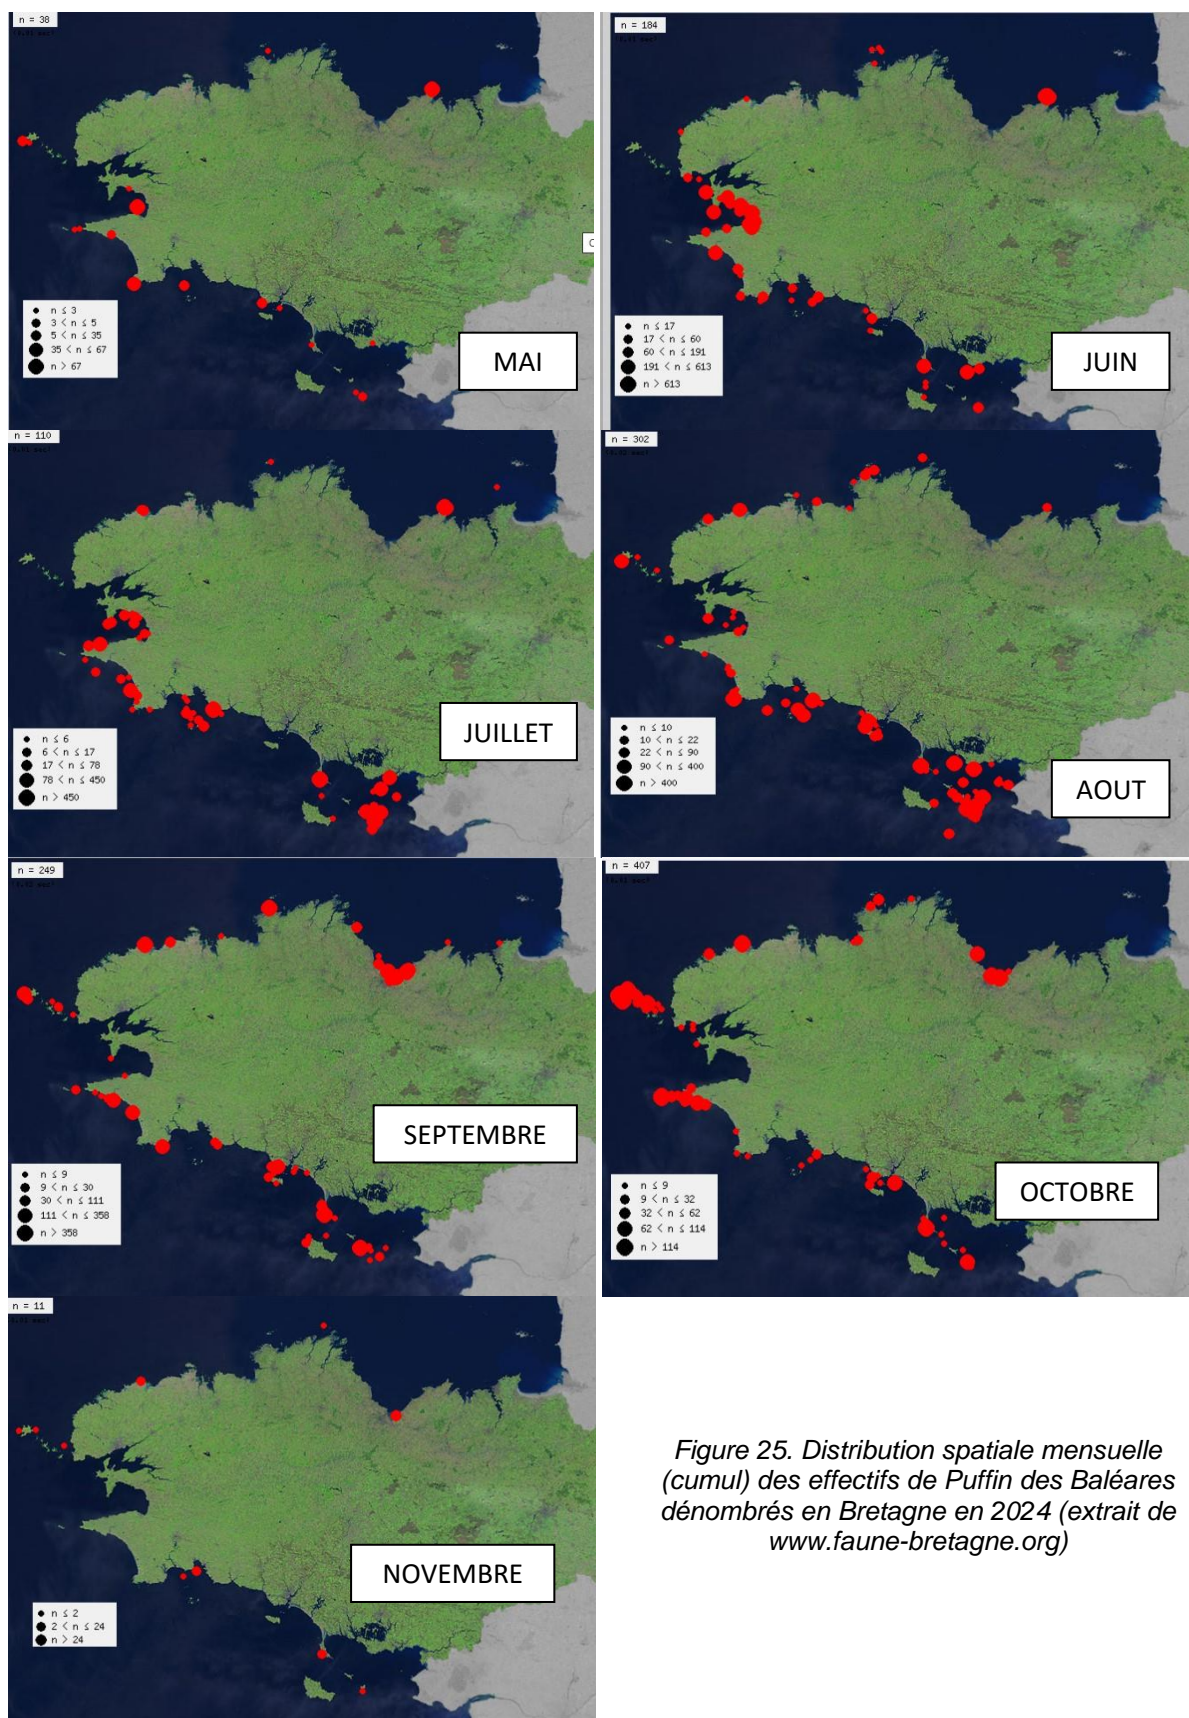 n = 38
n ≤ 3
3 < n ≤ 5
5 < n ≤ 35
35 < n ≤ 67
n > 67
MAI
n = 184
n ≤ 17
17 < n ≤ 60
60 < n ≤ 191
191 < n ≤ 613
n > 613
JUIN
n = 110
n ≤ 6
6 < n ≤ 17
17 < n ≤ 78
78 < n ≤ 450
n > 450
JUILLET
n = 302
n ≤ 10
10 < n ≤ 22
22 < n ≤ 90
90 < n ≤ 400
n > 400
AOUT
n = 249
n ≤ 9
9 < n ≤ 30
30 < n ≤ 111
111 < n ≤ 358
n > 358
SEPTEMBRE
n = 407
n ≤ 9
9 < n ≤ 32
32 < n ≤ 62
62 < n ≤ 114
n > 114
OCTOBRE
n = 11
n ≤ 2
2 < n ≤ 24
n > 24
NOVEMBRE
Figure 25. Distribution spatiale mensuelle
(cumul) des effectifs de Puffin des Baléares
dénombrés en Bretagne en 2024 (extrait de
www.faune-bretagne.org)